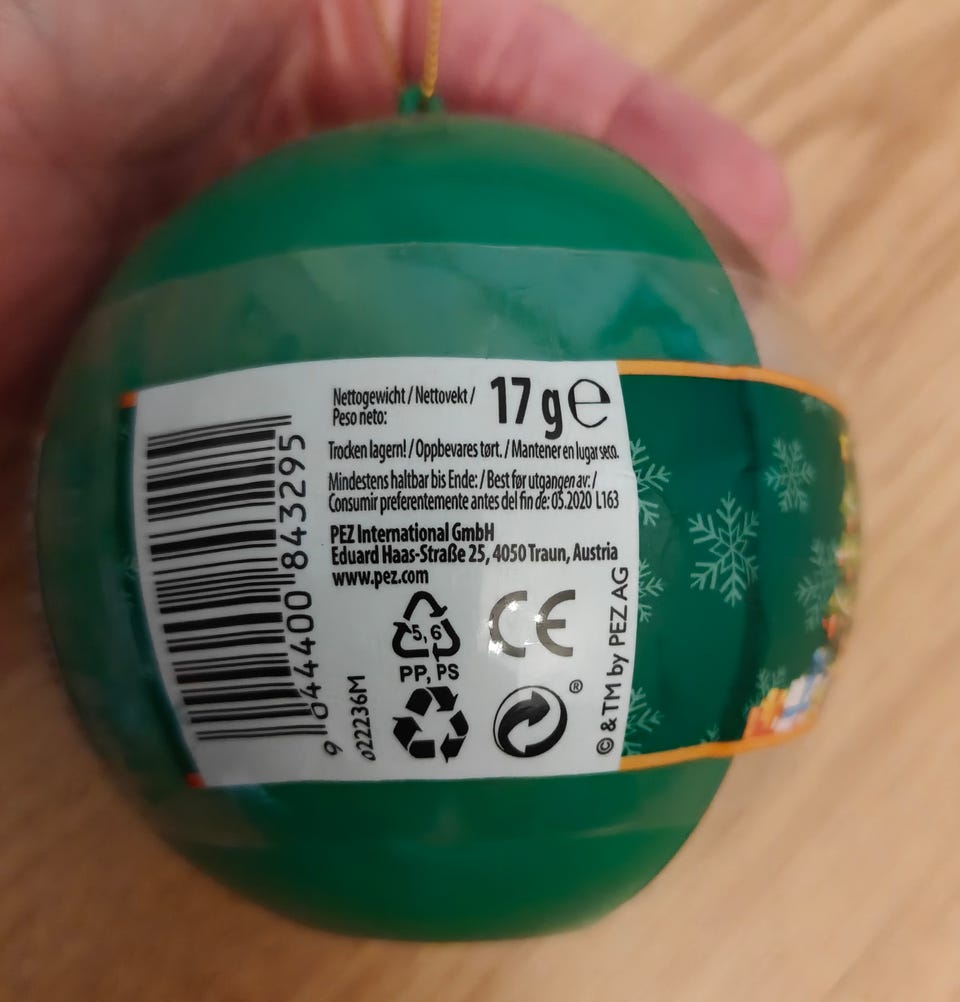 Nettogewicht / Nettovekt /
Peso neto:
17 g e
Trocken lagern! / Oppbevares tørt. / Mantener en lugar seco.
Mindestens haltbar bis Ende: / Best før utgangen av: /
Consumir preferentemente antes del fin de: 05.2020 L163
PEZ International GmbH
Eduard Haas-Straße 25, 4050 Traun, Austria
www.pez.com
5, 6
PP, PS
CE
®
© & TM by PEZ AG
022236M
9 044400 843295